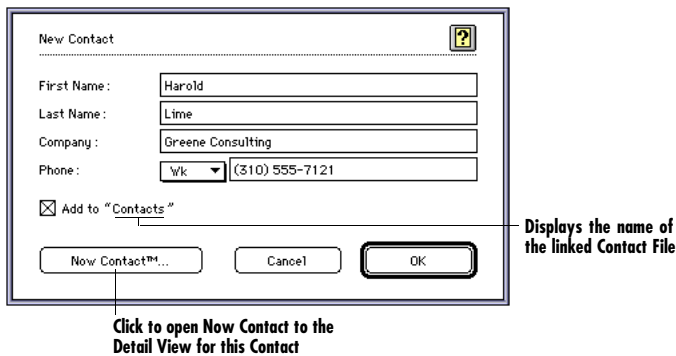 New Contact
?
First Name: Harold
Last Name: Lime
Company: Greene Consulting
Phone: Wk (310) 555-7121
Add to "Contacts"
Displays the name of
the linked Contact File
Now Contact™... Cancel OK
Click to open Now Contact to the
Detail View for this Contact